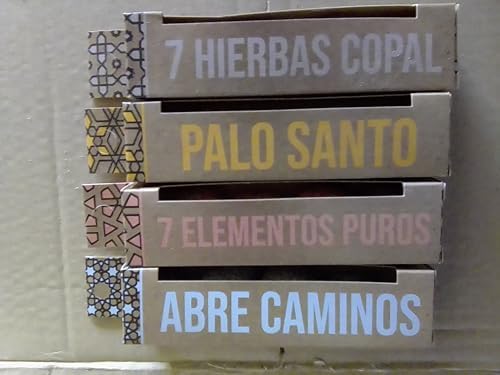 7 HIERBAS COPAL
PALO SANTO
7 ELEMENTOS PUROS
ABRE CAMINOS